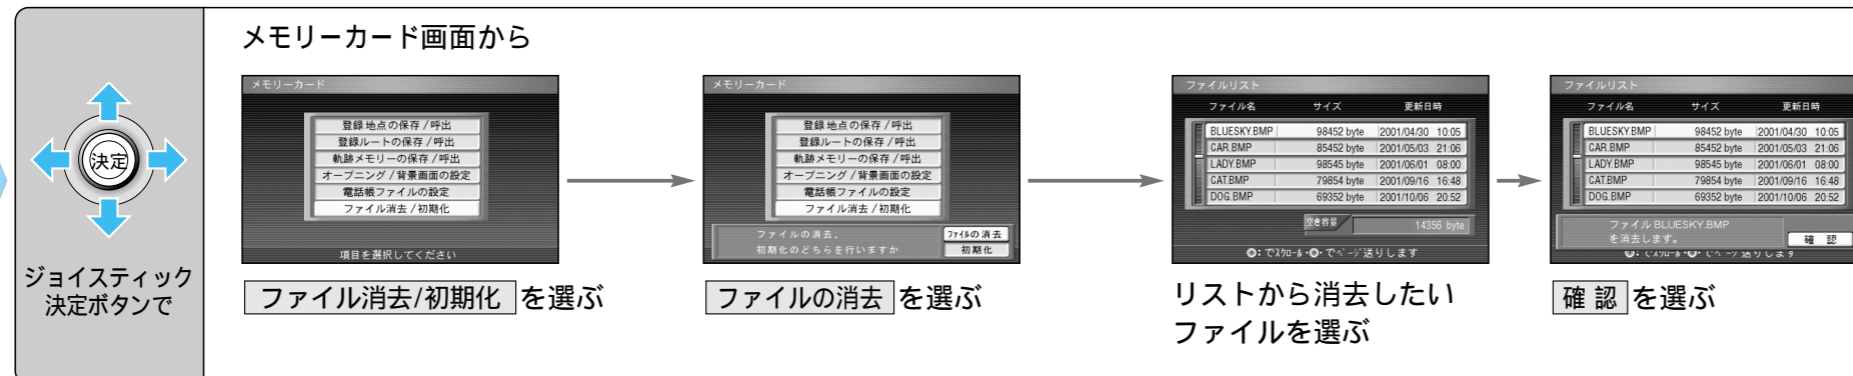 メモリーカード画面から
決定
ジョイスティック
決定ボタンで
メモリーカード
登録地点の保存/呼出
登録ルートの保存/呼出
軌跡メモリーの保存/呼出
オープニング/背景画面の設定
電話帳ファイルの設定
ファイル消去/初期化
項目を選択してください
ファイル消去/初期化 を選ぶ
メモリーカード
登録地点の保存/呼出
登録ルートの保存/呼出
軌跡メモリーの保存/呼出
オープニング/背景画面の設定
電話帳ファイルの設定
ファイル消去/初期化
ファイルの消去、
初期化のどちらを行いますか
ファイルの消去
初期化
ファイルの消去 を選ぶ
ファイルリスト
ファイル名 サイズ 更新日時
BLUESKY.BMP 98452 byte 2001/04/30 10:05
CAR.BMP 85452 byte 2001/05/03 21:06
LADY.BMP 98545 byte 2001/06/01 08:00
CAT.BMP 79854 byte 2001/09/16 16:48
DOG.BMP 69352 byte 2001/10/06 20:52
空き容量 14356 byte
:でスクロール・でページ送りします
リストから消去したい
ファイルを選ぶ
ファイルリスト
ファイル名 サイズ 更新日時
BLUESKY.BMP 98452 byte 2001/04/30 10:05
CAR.BMP 85452 byte 2001/05/03 21:06
LADY.BMP 98545 byte 2001/06/01 08:00
CAT.BMP 79854 byte 2001/09/16 16:48
DOG.BMP 69352 byte 2001/10/06 20:52
ファイル BLUESKY.BMP
を消去します。
確 認
確 認 を選ぶ